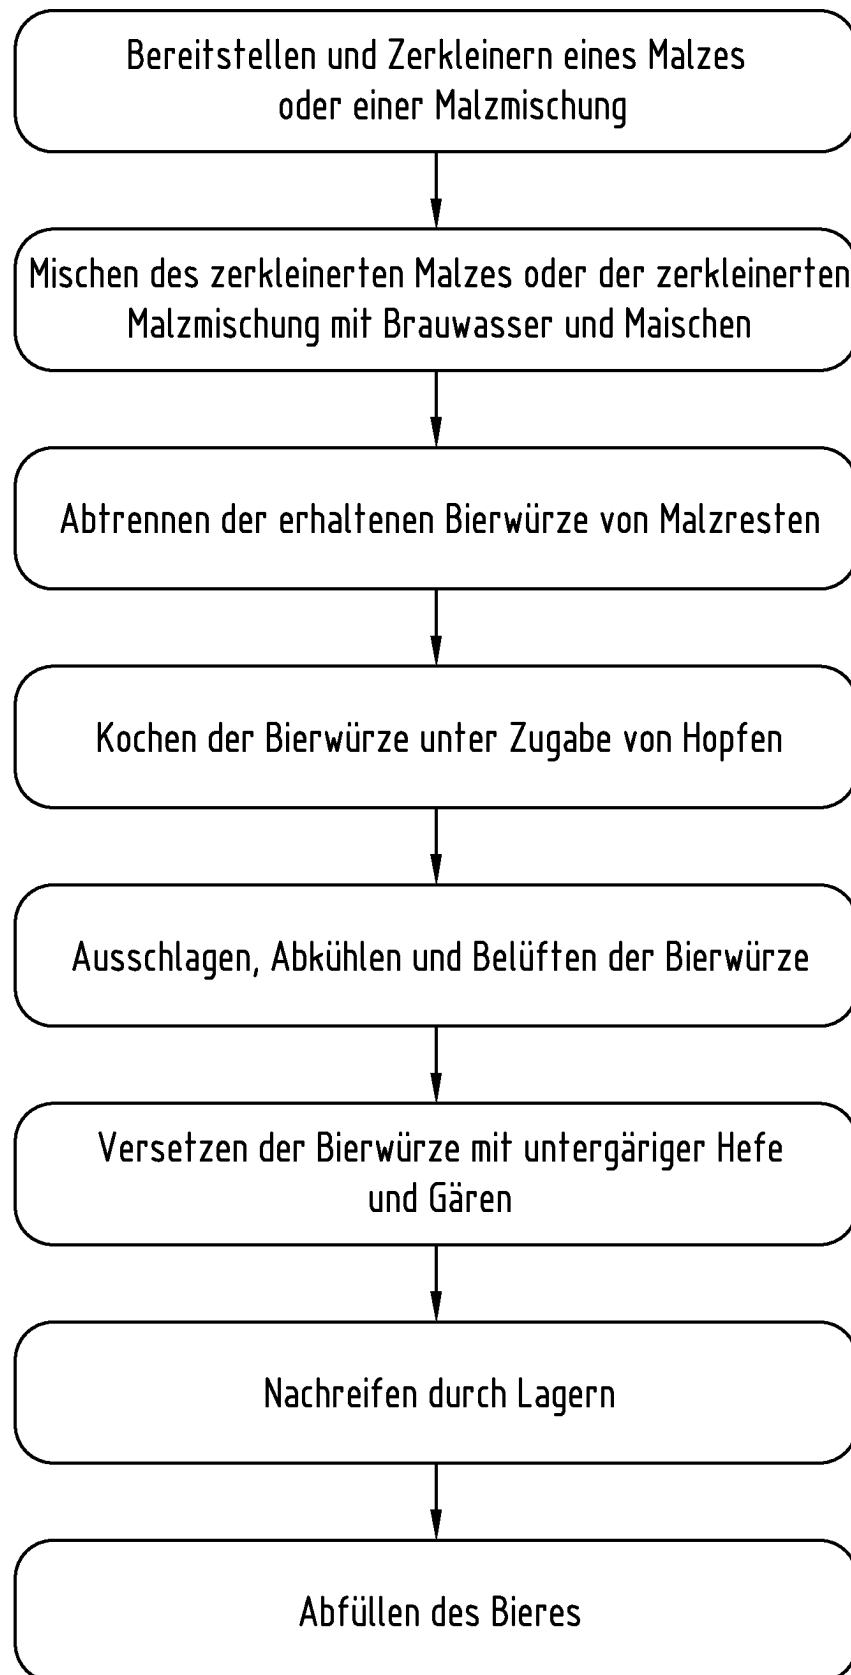 Bereitstellen und Zerkleinern eines Malzes
oder einer Malzmischung
Mischen des zerkleinerten Malzes oder der zerkleinerten
Malzmischung mit Brauwasser und Maischen
Abtrennen der erhaltenen Bierwürze von Malzresten
Kochen der Bierwürze unter Zugabe von Hopfen
Ausschlagen, Abkühlen und Belüften der Bierwürze
Versetzen der Bierwürze mit untergäriger Hefe
und Gären
Nachreifen durch Lagern
Abfüllen des Bieres